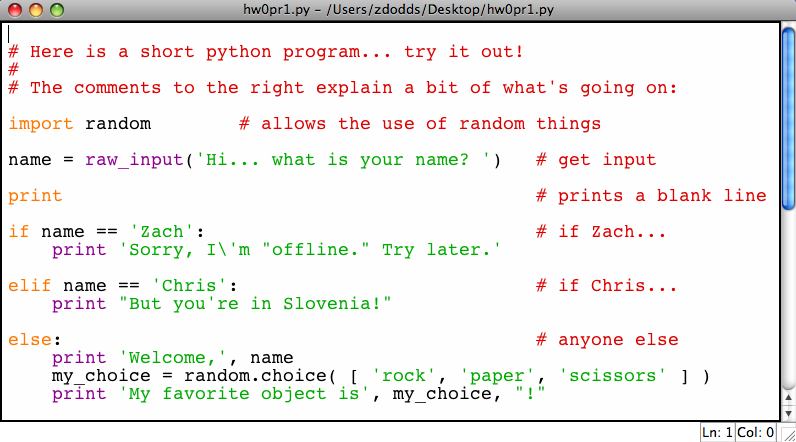 hw0pr1.py - /Users/zdodds/Desktop/hw0pr1.py
# Here is a short python program... try it out!
#
# The comments to the right explain a bit of what's going on:
import random        # allows the use of random things
name = raw_input('Hi... what is your name? ')   # get input
print                                           # prints a blank line
if name == 'Zach':                              # if Zach...
    print 'Sorry, I\'m "offline." Try later.'
elif name == 'Chris':                           # if Chris...
    print "But you're in Slovenia!"
else:                                           # anyone else
    print 'Welcome,', name
    my_choice = random.choice( [ 'rock', 'paper', 'scissors' ] )
    print 'My favorite object is', my_choice, "!"
Ln: 1 Col: 0